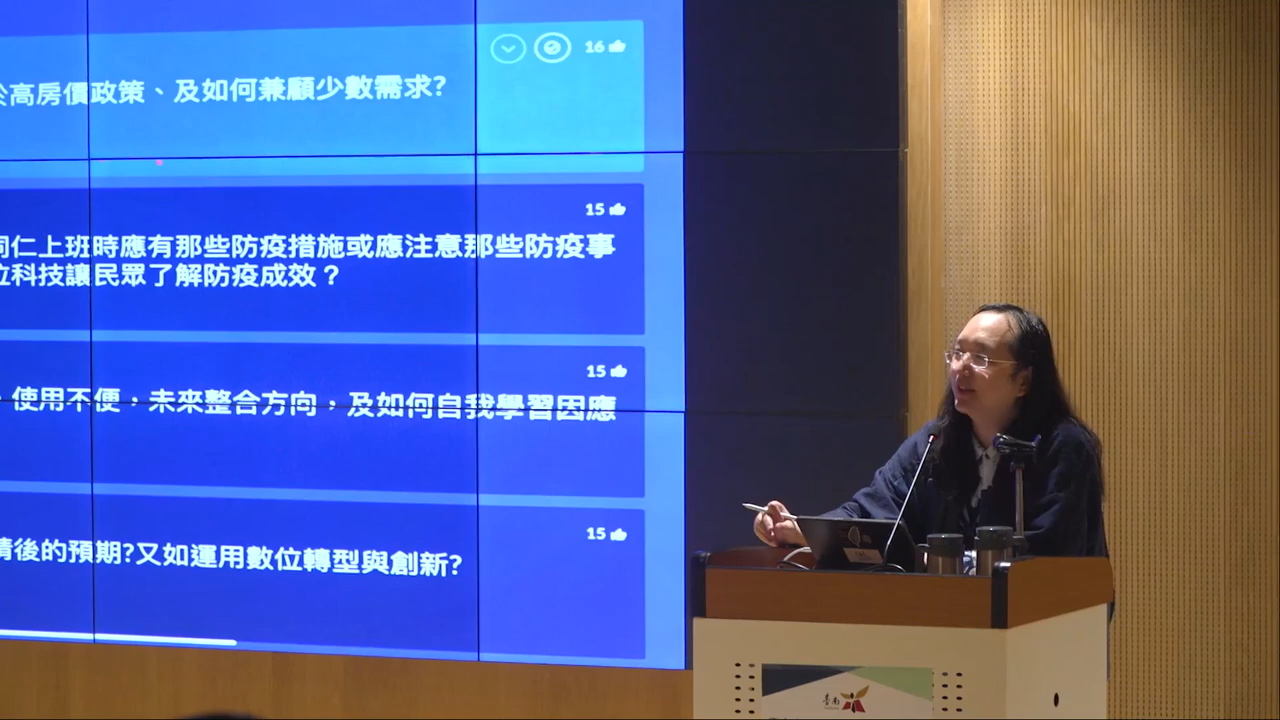 16
高房價政策、及如何兼顧少數需求?
15
同仁上班時應有那些防疫措施或應注意那些防疫事
位科技讓民眾了解防疫成效？
15
，使用不便，未來整合方向，及如何自我學習因應
15
後的預期?又如運用數位轉型與創新?
臺南